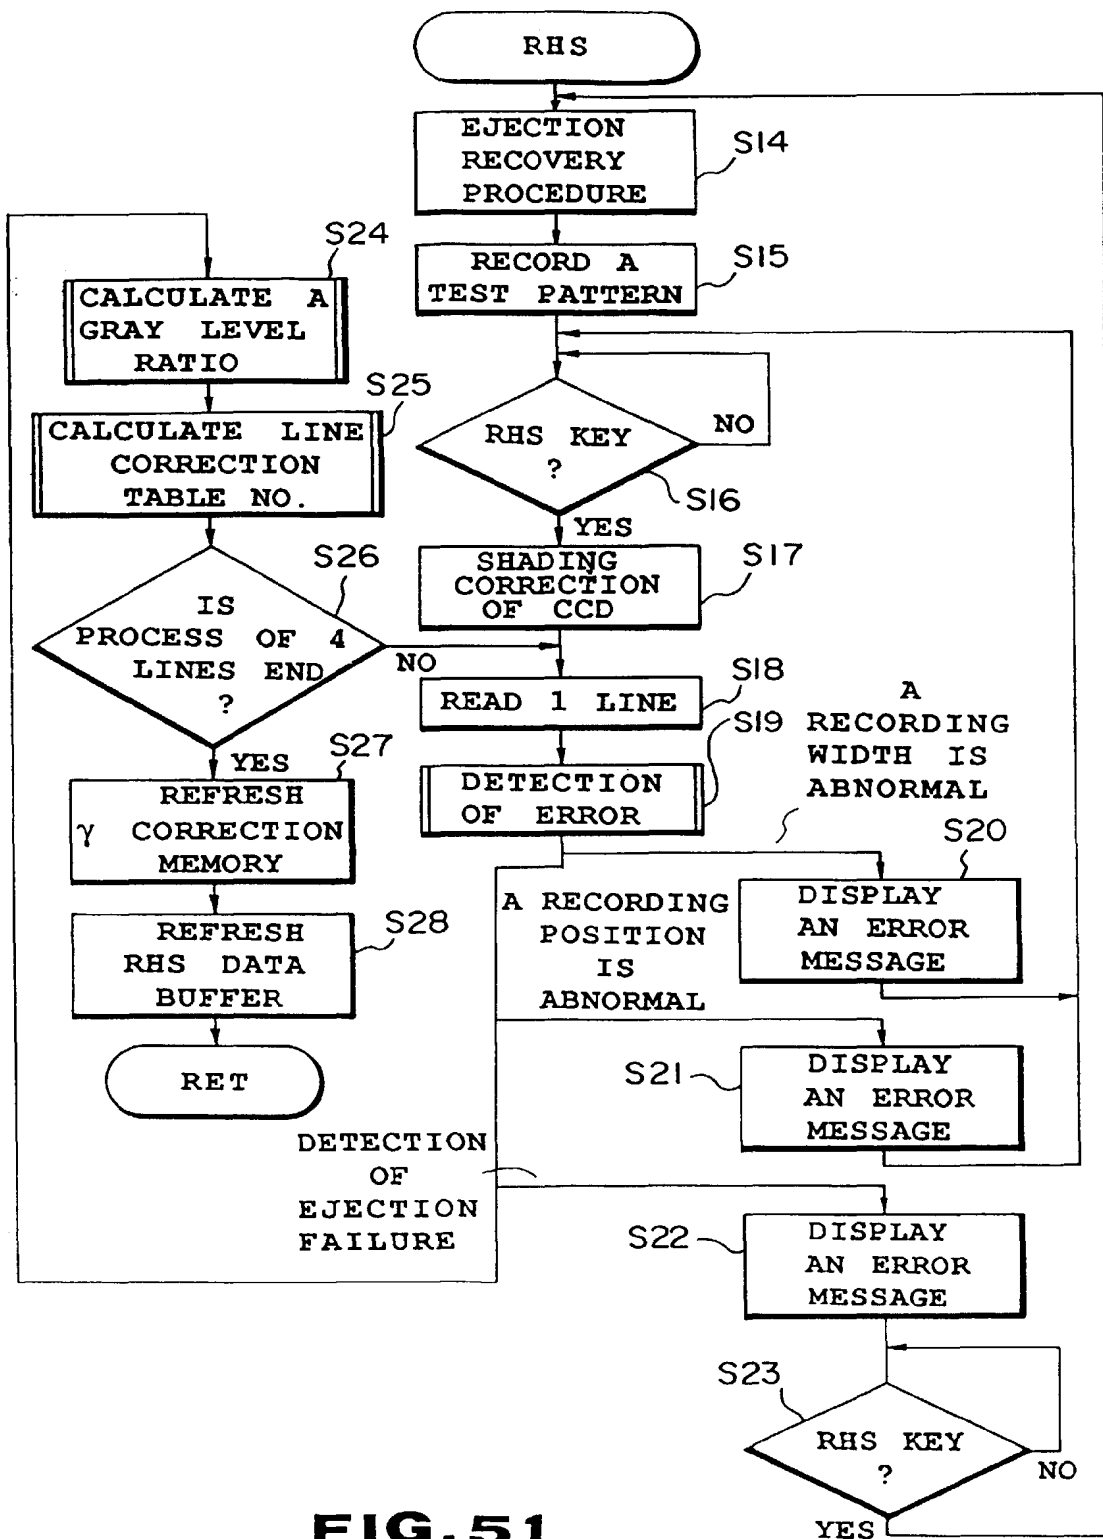 RHS
EJECTION
RECOVERY
PROCEDURE
S14
RECORD A
TEST PATTERN
S15
RHS KEY
?
NO
S16
YES
SHADING
CORRECTION
OF CCD
S17
READ 1 LINE
S18
DETECTION
OF ERROR
S19
A
RECORDING
WIDTH IS
ABNORMAL
S20
DISPLAY
AN ERROR
MESSAGE
A RECORDING
POSITION
IS
ABNORMAL
S21
DISPLAY
AN ERROR
MESSAGE
DETECTION
OF
EJECTION
FAILURE
S22
DISPLAY
AN ERROR
MESSAGE
S23
RHS KEY
?
NO
YES
S24
CALCULATE A
GRAY LEVEL
RATIO
S25
CALCULATE LINE
CORRECTION
TABLE NO.
S26
IS
PROCESS OF 4
LINES END
?
NO
YES
S27
REFRESH
γ CORRECTION
MEMORY
S28
REFRESH
RHS DATA
BUFFER
RET
FIG.51